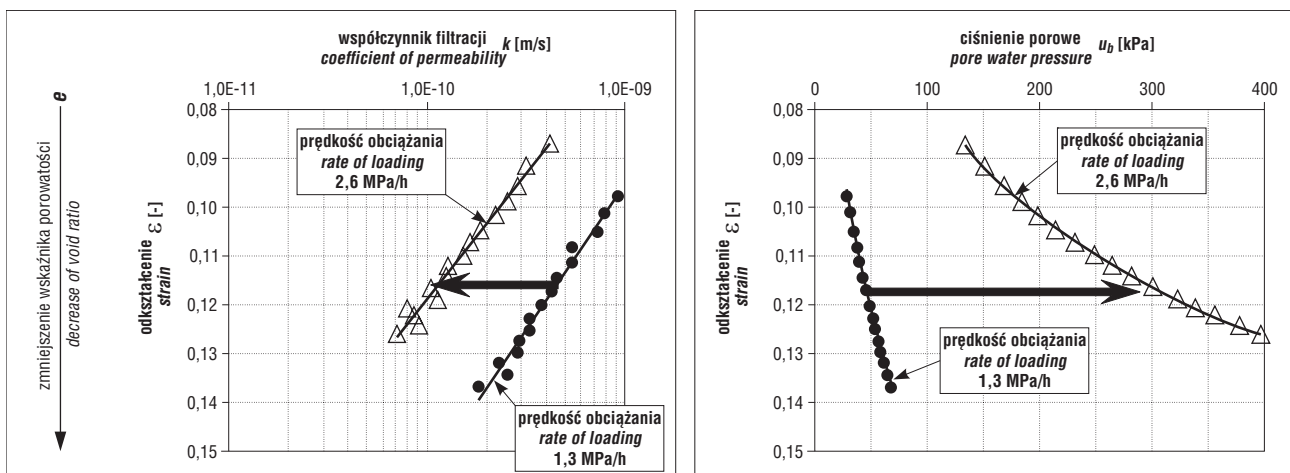 współczynnik filtracji k [m/s]
coefficient of permeability
1,0E-11 1,0E-10 1,0E-09
e
zmniejszenie wskaźnika porowatości
decrease of void ratio
odkształcenie ε [-]
strain
0,08
0,09
0,10
0,11
0,12
0,13
0,14
0,15
prędkość obciążania
rate of loading
2,6 MPa/h
prędkość obciążania
rate of loading
1,3 MPa/h
ciśnienie porowe u_b [kPa]
pore water pressure
0 100 200 300 400
odkształcenie ε [-]
strain
0,08
0,09
0,10
0,11
0,12
0,13
0,14
0,15
prędkość obciążania
rate of loading
2,6 MPa/h
prędkość obciążania
rate of loading
1,3 MPa/h